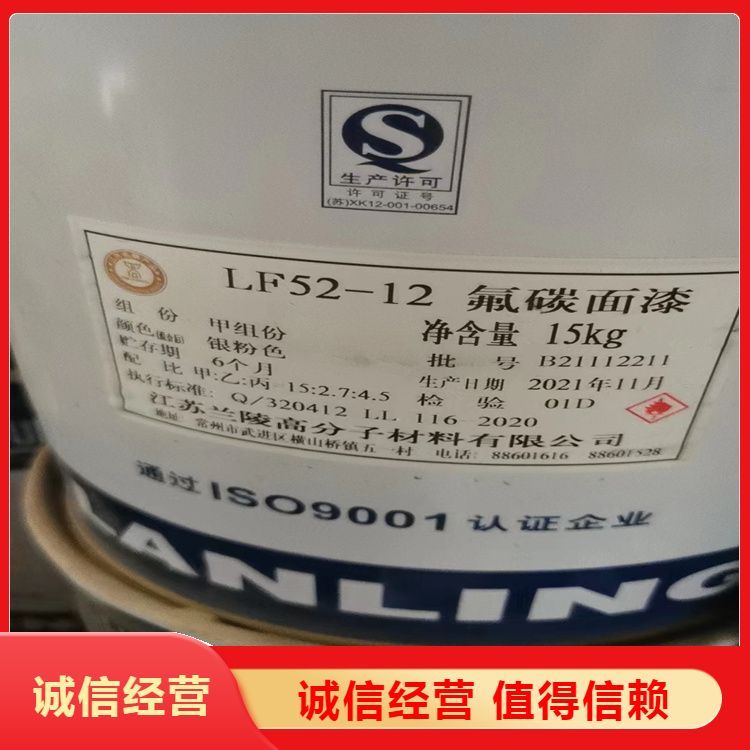 生产许可
许可证号
(苏)XK12-001-00654
LF52-12 氟碳面漆
组 份 甲组份 净含量 15kg
颜色 银粉色 批 号 B21112211
贮存期 6个月 生产日期 2021年11月
配 比 甲:乙:丙 15:2.7:4.5 检 验 01D
执行标准: Q/320412 LL 116-2020
江苏兰陵高分子材料有限公司
地址: 常州市武进区横山桥镇五一村 电话: 88601616 88601528
通过ISO9001认证企业
LANLING
诚信经营
诚信经营 值得信赖